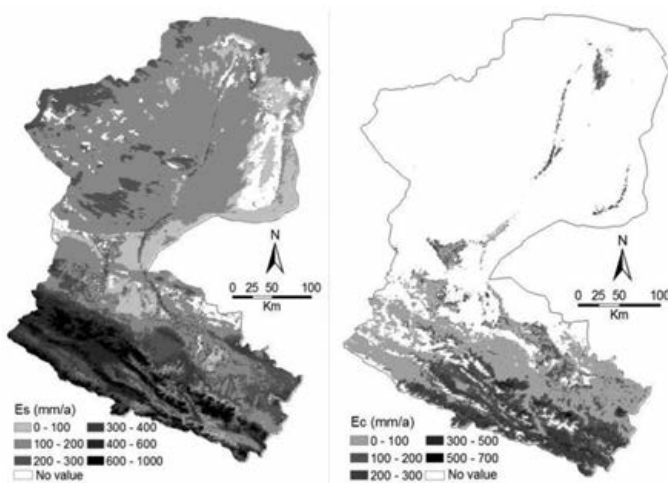 N
0 25 50 100
Km
Es (mm/a)
0 - 100
100 - 200
200 - 300
300 - 400
400 - 600
600 - 1000
No value
N
0 25 50 100
Km
Ec (mm/a)
0 - 100
100 - 200
200 - 300
300 - 500
500 - 700
No value